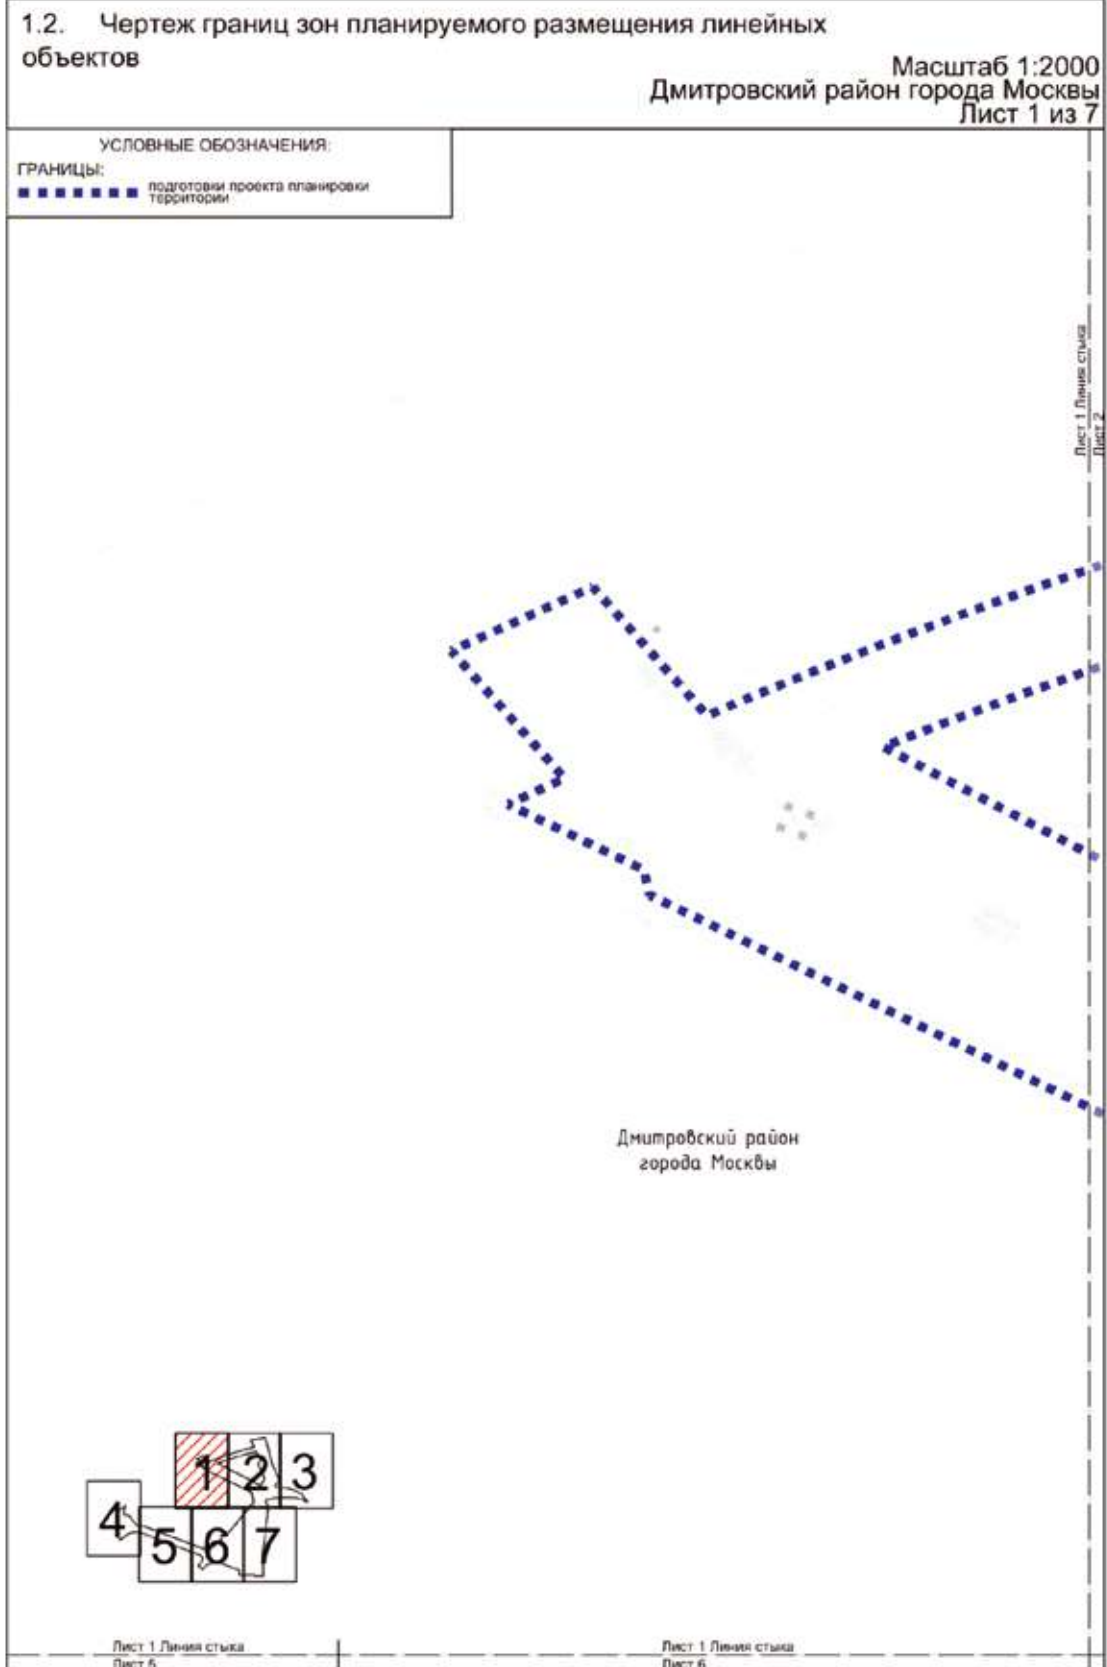 1.2. Чертеж границ зон планируемого размещения линейных
объектов
Масштаб 1:2000
Дмитровский район города Москвы
Лист 1 из 7
УСЛОВНЫЕ ОБОЗНАЧЕНИЯ:
ГРАНИЦЫ:
подготовки проекта планировки
территории
Лист 1 Линия стыка
Лист 2
Дмитровский район
города Москвы
1 2 3
4 5 6 7
Лист 1 Линия стыка
Лист 5
Лист 1 Линия стыка
Лист 6